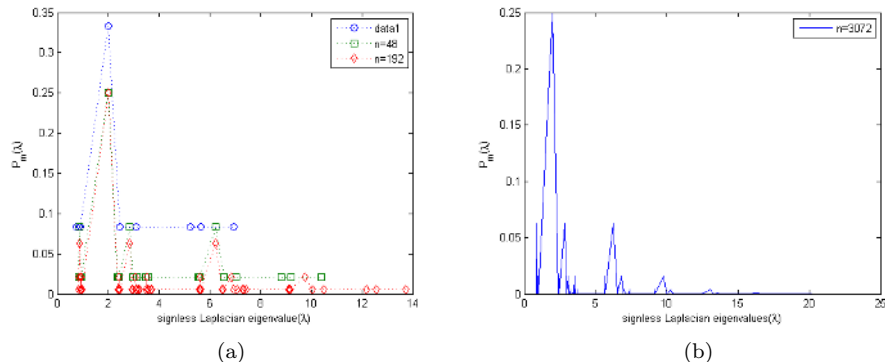 0.35
0.3
0.25
0.2
0.15
0.1
0.05
0
P_m(λ)
0 2 4 6 8 10 12 14
signless Laplacian eigenvalue(λ)
data1
n=48
n=192
(a)
0.25
0.2
0.15
0.1
0.05
0
P_m(λ)
0 5 10 15 20 25
signless Laplacian eigenvalues(λ)
n=3072
(b)